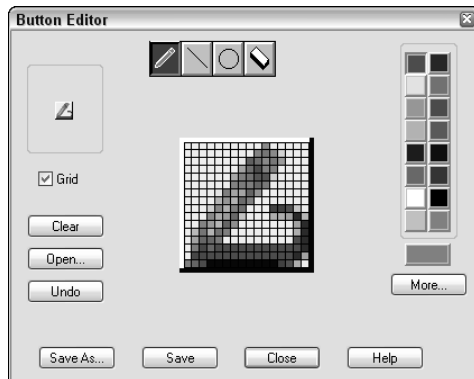 Button Editor
Grid
Clear
Open...
Undo
More...
Save As...
Save
Close
Help